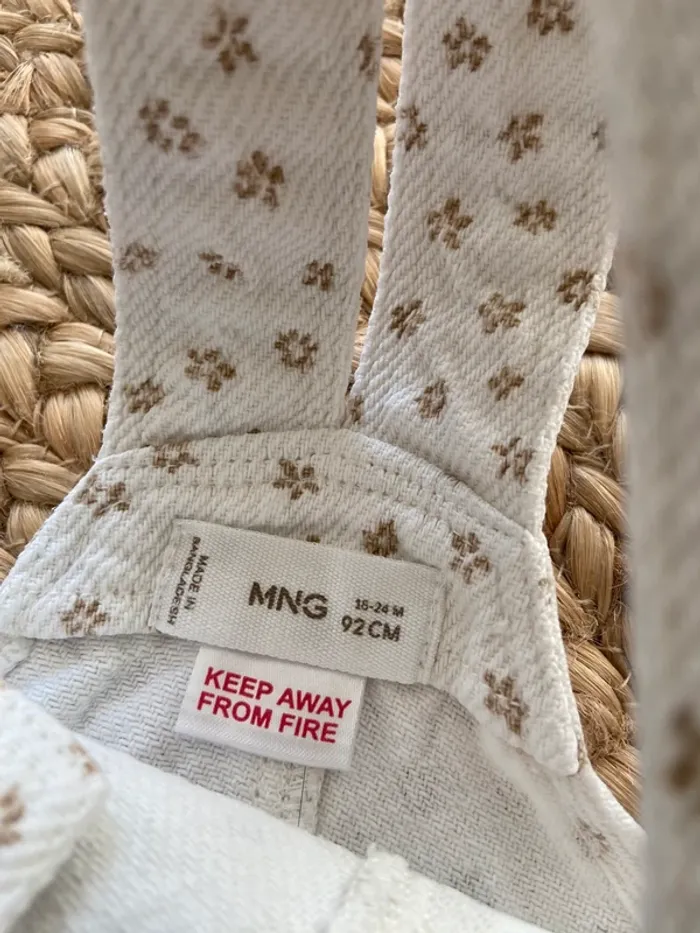 MADE IN
BANGLADESH
MNG
18-24 M
92 CM
KEEP AWAY
FROM FIRE